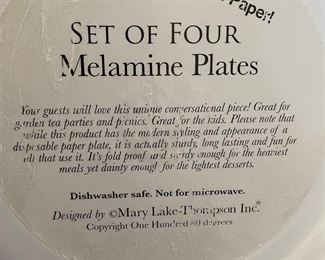 Paper!
SET OF FOUR
Melamine Plates
Your guests will love this unique conversational piece! Great for
garden tea parties and picnics. Great for the kids. Please note that
while this product has the modern styling and appearance of a
disposable paper plate, it is actually sturdy, long lasting and fun for
all that use it. It's fold proof and sturdy enough for the heaviest
meals yet dainty enough for the lightest desserts.
Dishwasher safe. Not for microwave.
Designed by ©Mary Lake-Thompson Inc.®
Copyright One Hundred 80 degrees